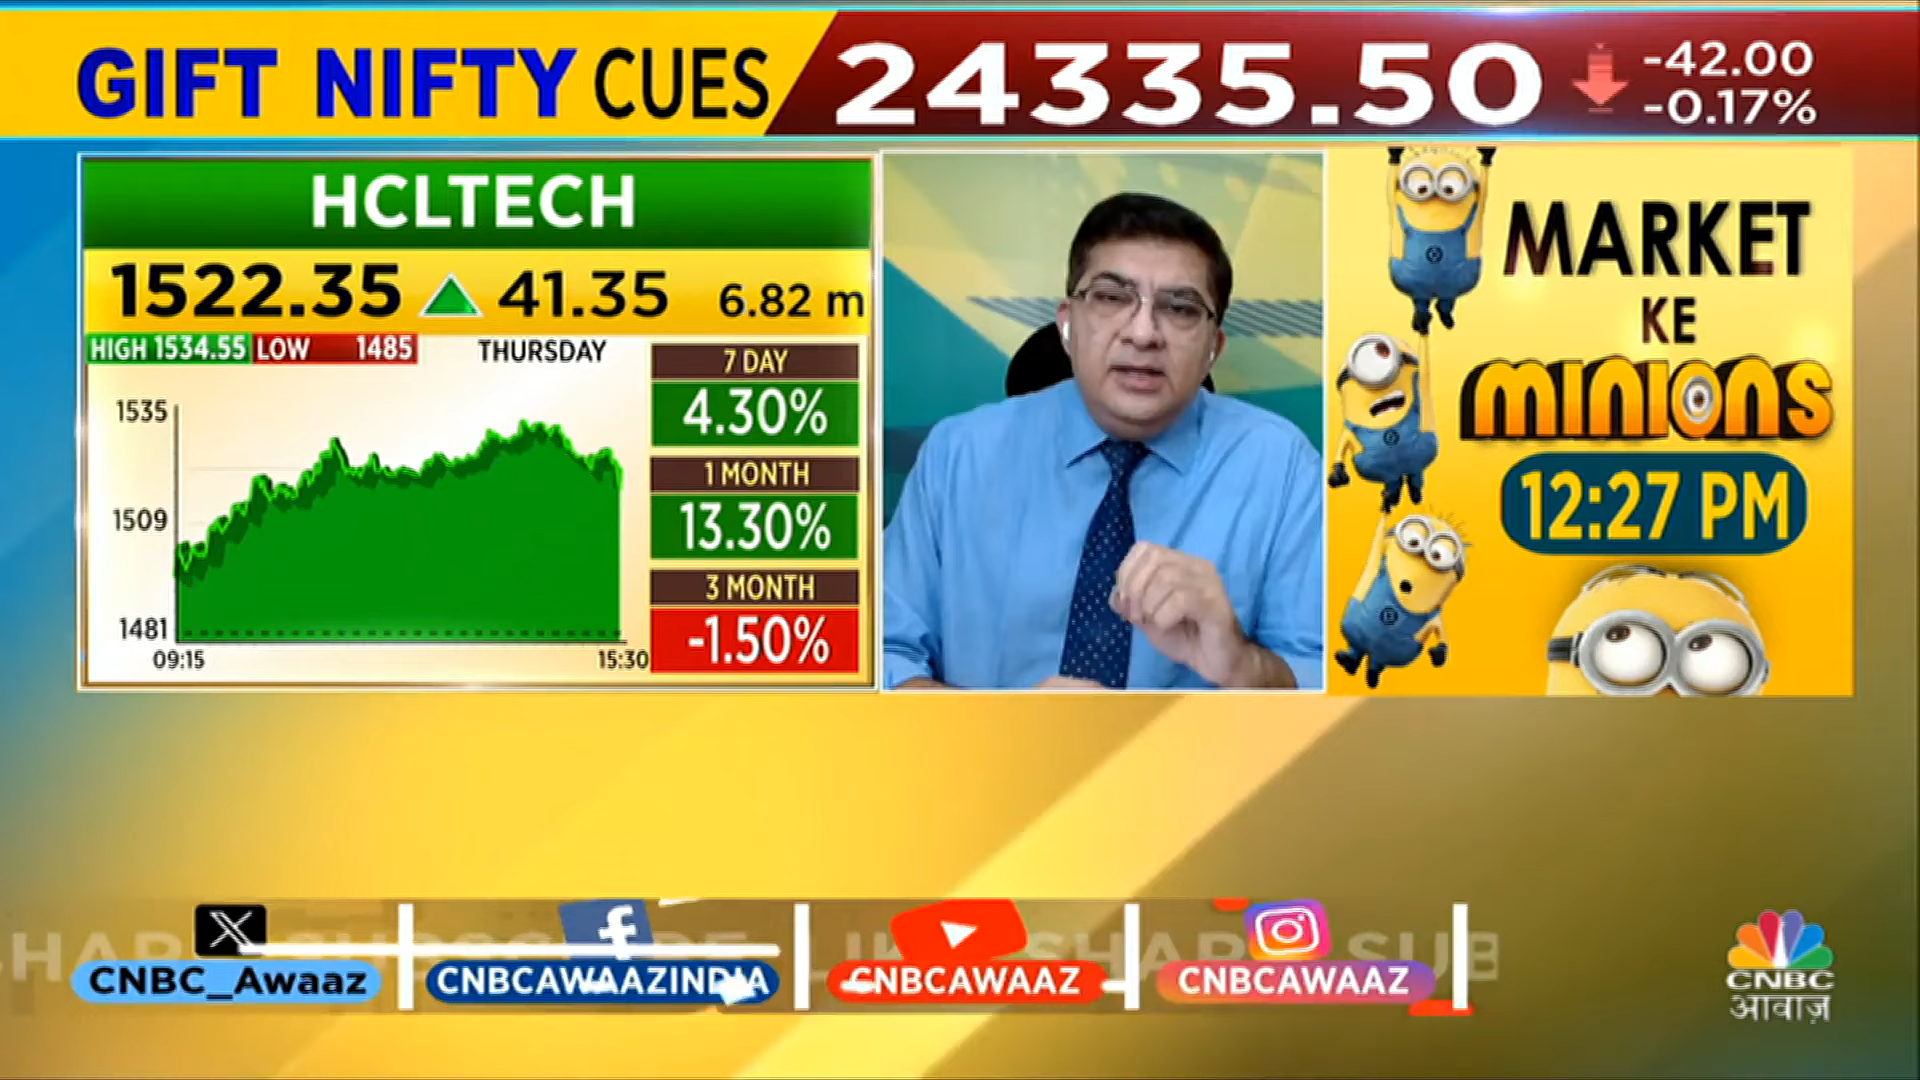 GIFT NIFTY CUES
24335.50
-42.00
-0.17%
HCLTECH
1522.35 41.35 6.82 m
HIGH 1534.55 LOW 1485
THURSDAY
1535
1509
1481
09:15 15:30
7 DAY
4.30%
1 MONTH
13.30%
3 MONTH
-1.50%
MARKET
KE
MINIONS
12:27 PM
CNBC_Awaaz
CNBCAWAAZINDIA
CNBCAWAAZ
CNBCAWAAZ
CNBC
आवाज़